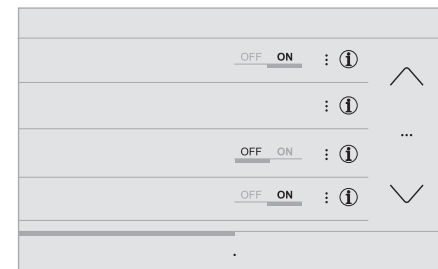 OFF ON ⋮ i
⋮ i
...
OFF ON ⋮ i
OFF ON ⋮ i
.